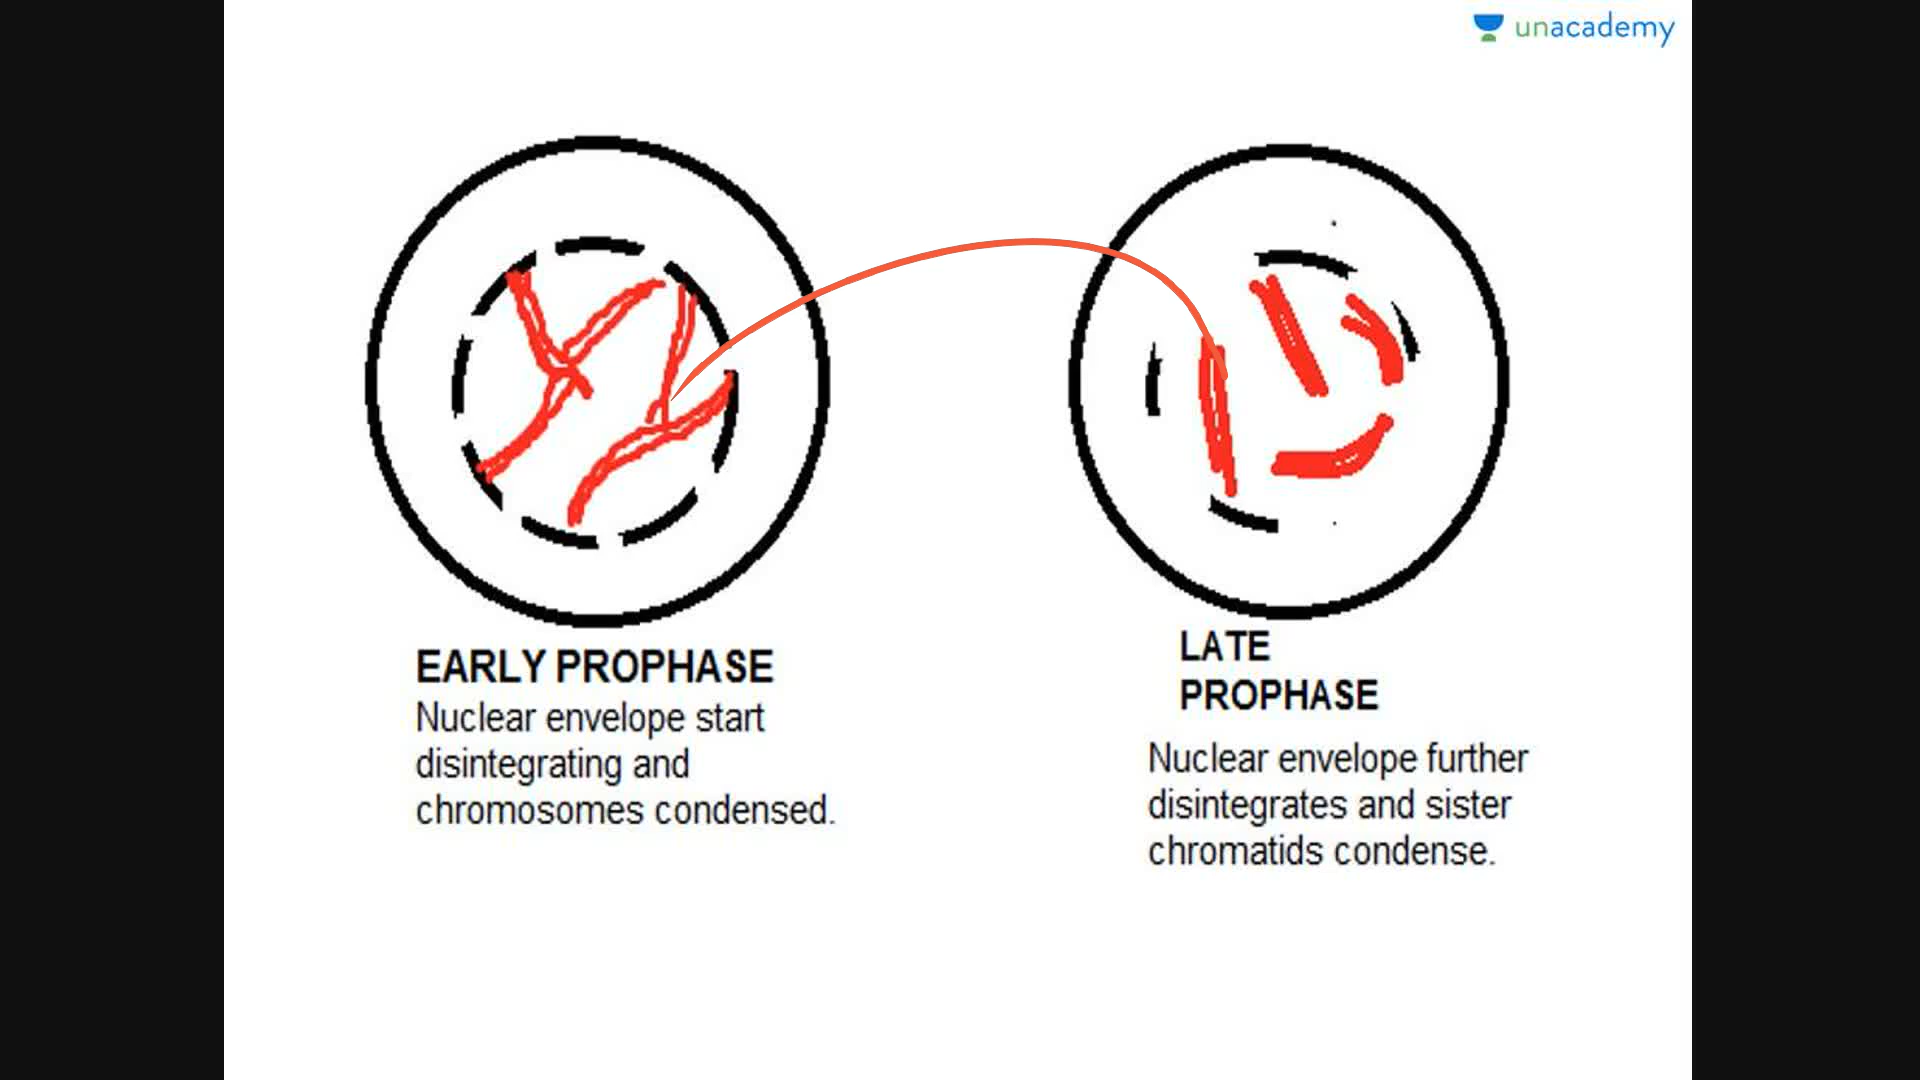 unacademy
EARLY PROPHASE
Nuclear envelope start
disintegrating and
chromosomes condensed.
LATE
PROPHASE
Nuclear envelope further
disintegrates and sister
chromatids condense.